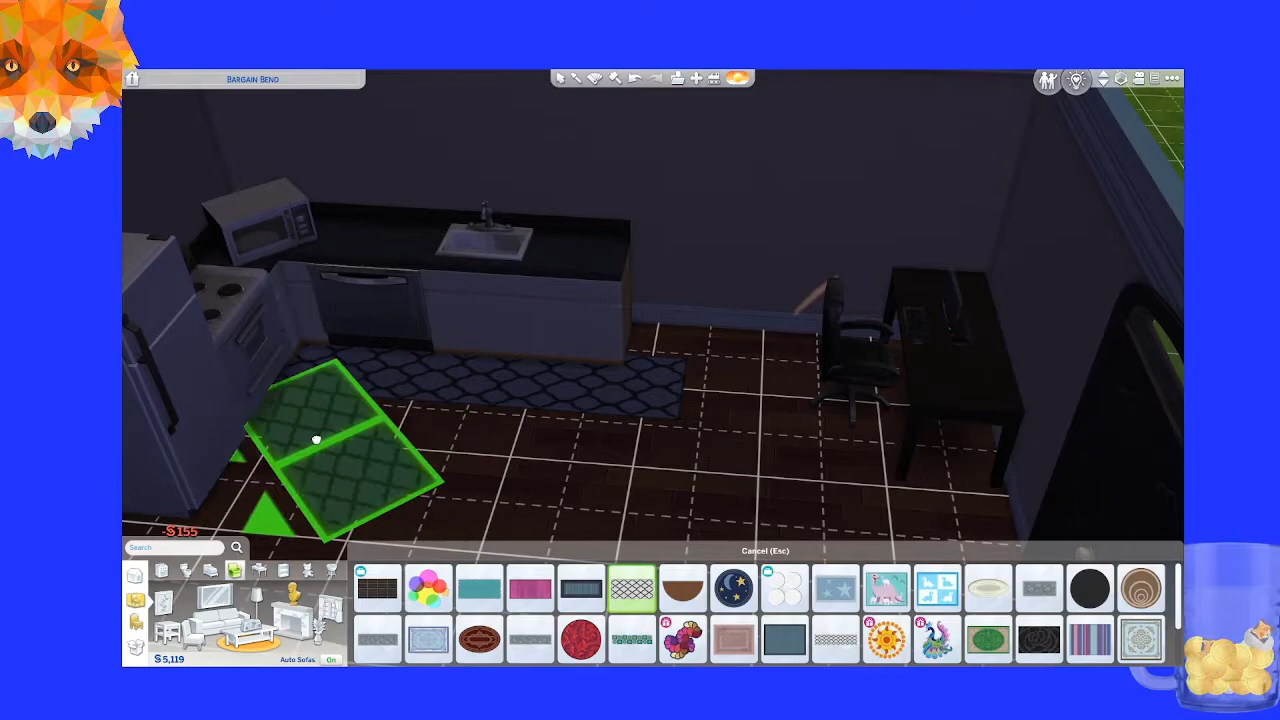 BARGAIN BEND
-§155
Search
Cancel (Esc)
§5,119
Auto Sofas
On